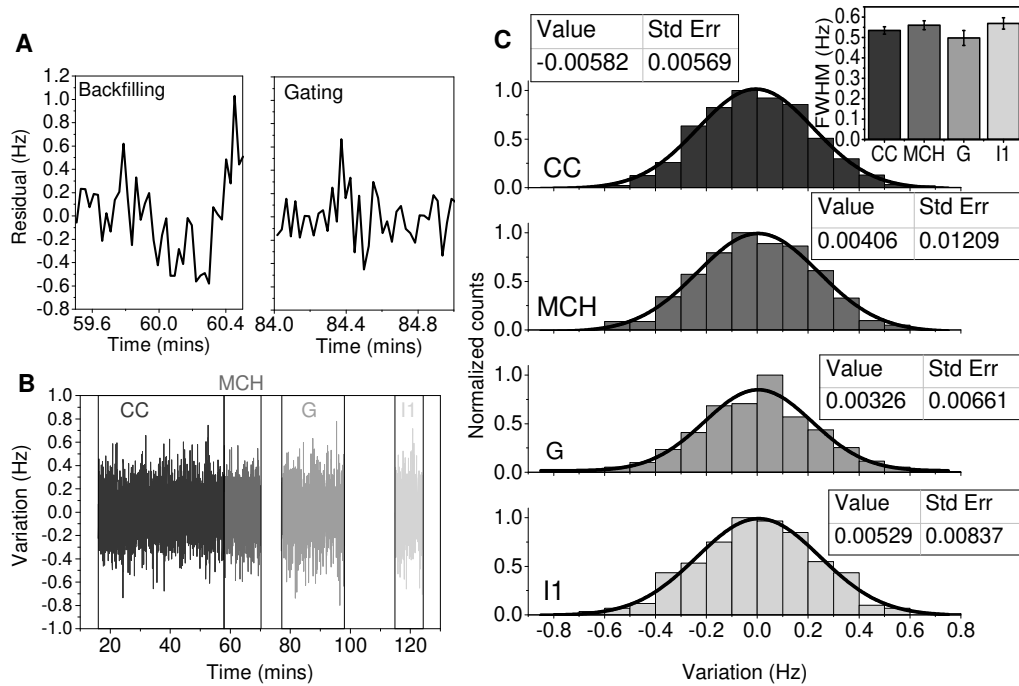 A
Backfilling
Gating
Residual (Hz)
1.2
1.0
0.8
0.6
0.4
0.2
0.0
-0.2
-0.4
-0.6
-0.8
59.6 60.0 60.4
Time (mins)
84.0 84.4 84.8
Time (mins)
B
MCH
CC
G
I1
Variation (Hz)
1.0
0.8
0.6
0.4
0.2
0.0
-0.2
-0.4
-0.6
-0.8
-1.0
20 40 60 80 100 120
Time (mins)
C
Value Std Err
-0.00582 0.00569
FWHM (Hz)
0.6
0.5
0.4
0.3
0.2
0.1
0.0
CC MCH G I1
Normalized counts
1.0
0.5
0.0
CC
Value Std Err
0.00406 0.01209
1.0
0.5
0.0
MCH
Value Std Err
0.00326 0.00661
1.0
0.5
0.0
G
Value Std Err
0.00529 0.00837
1.0
0.5
0.0
I1
-0.8 -0.6 -0.4 -0.2 0.0 0.2 0.4 0.6 0.8
Variation (Hz)